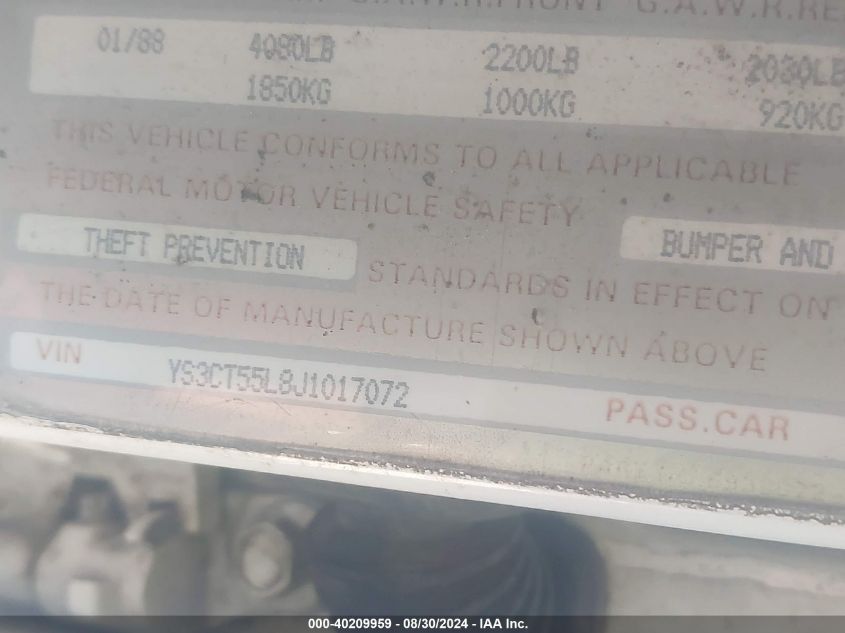 G.A.W.R.FRONT G.A.W.R.RE
01/88 4080LB 2200LB 2030LB
1850KG 1000KG 920KG
THIS VEHICLE CONFORMS TO ALL APPLICABLE
FEDERAL MOTOR VEHICLE SAFETY
THEFT PREVENTION BUMPER AND
STANDARDS IN EFFECT ON
THE DATE OF MANUFACTURE SHOWN ABOVE
VIN YS3CT55L8J1017072 PASS.CAR
000-40209959 - 08/30/2024 - IAA Inc.